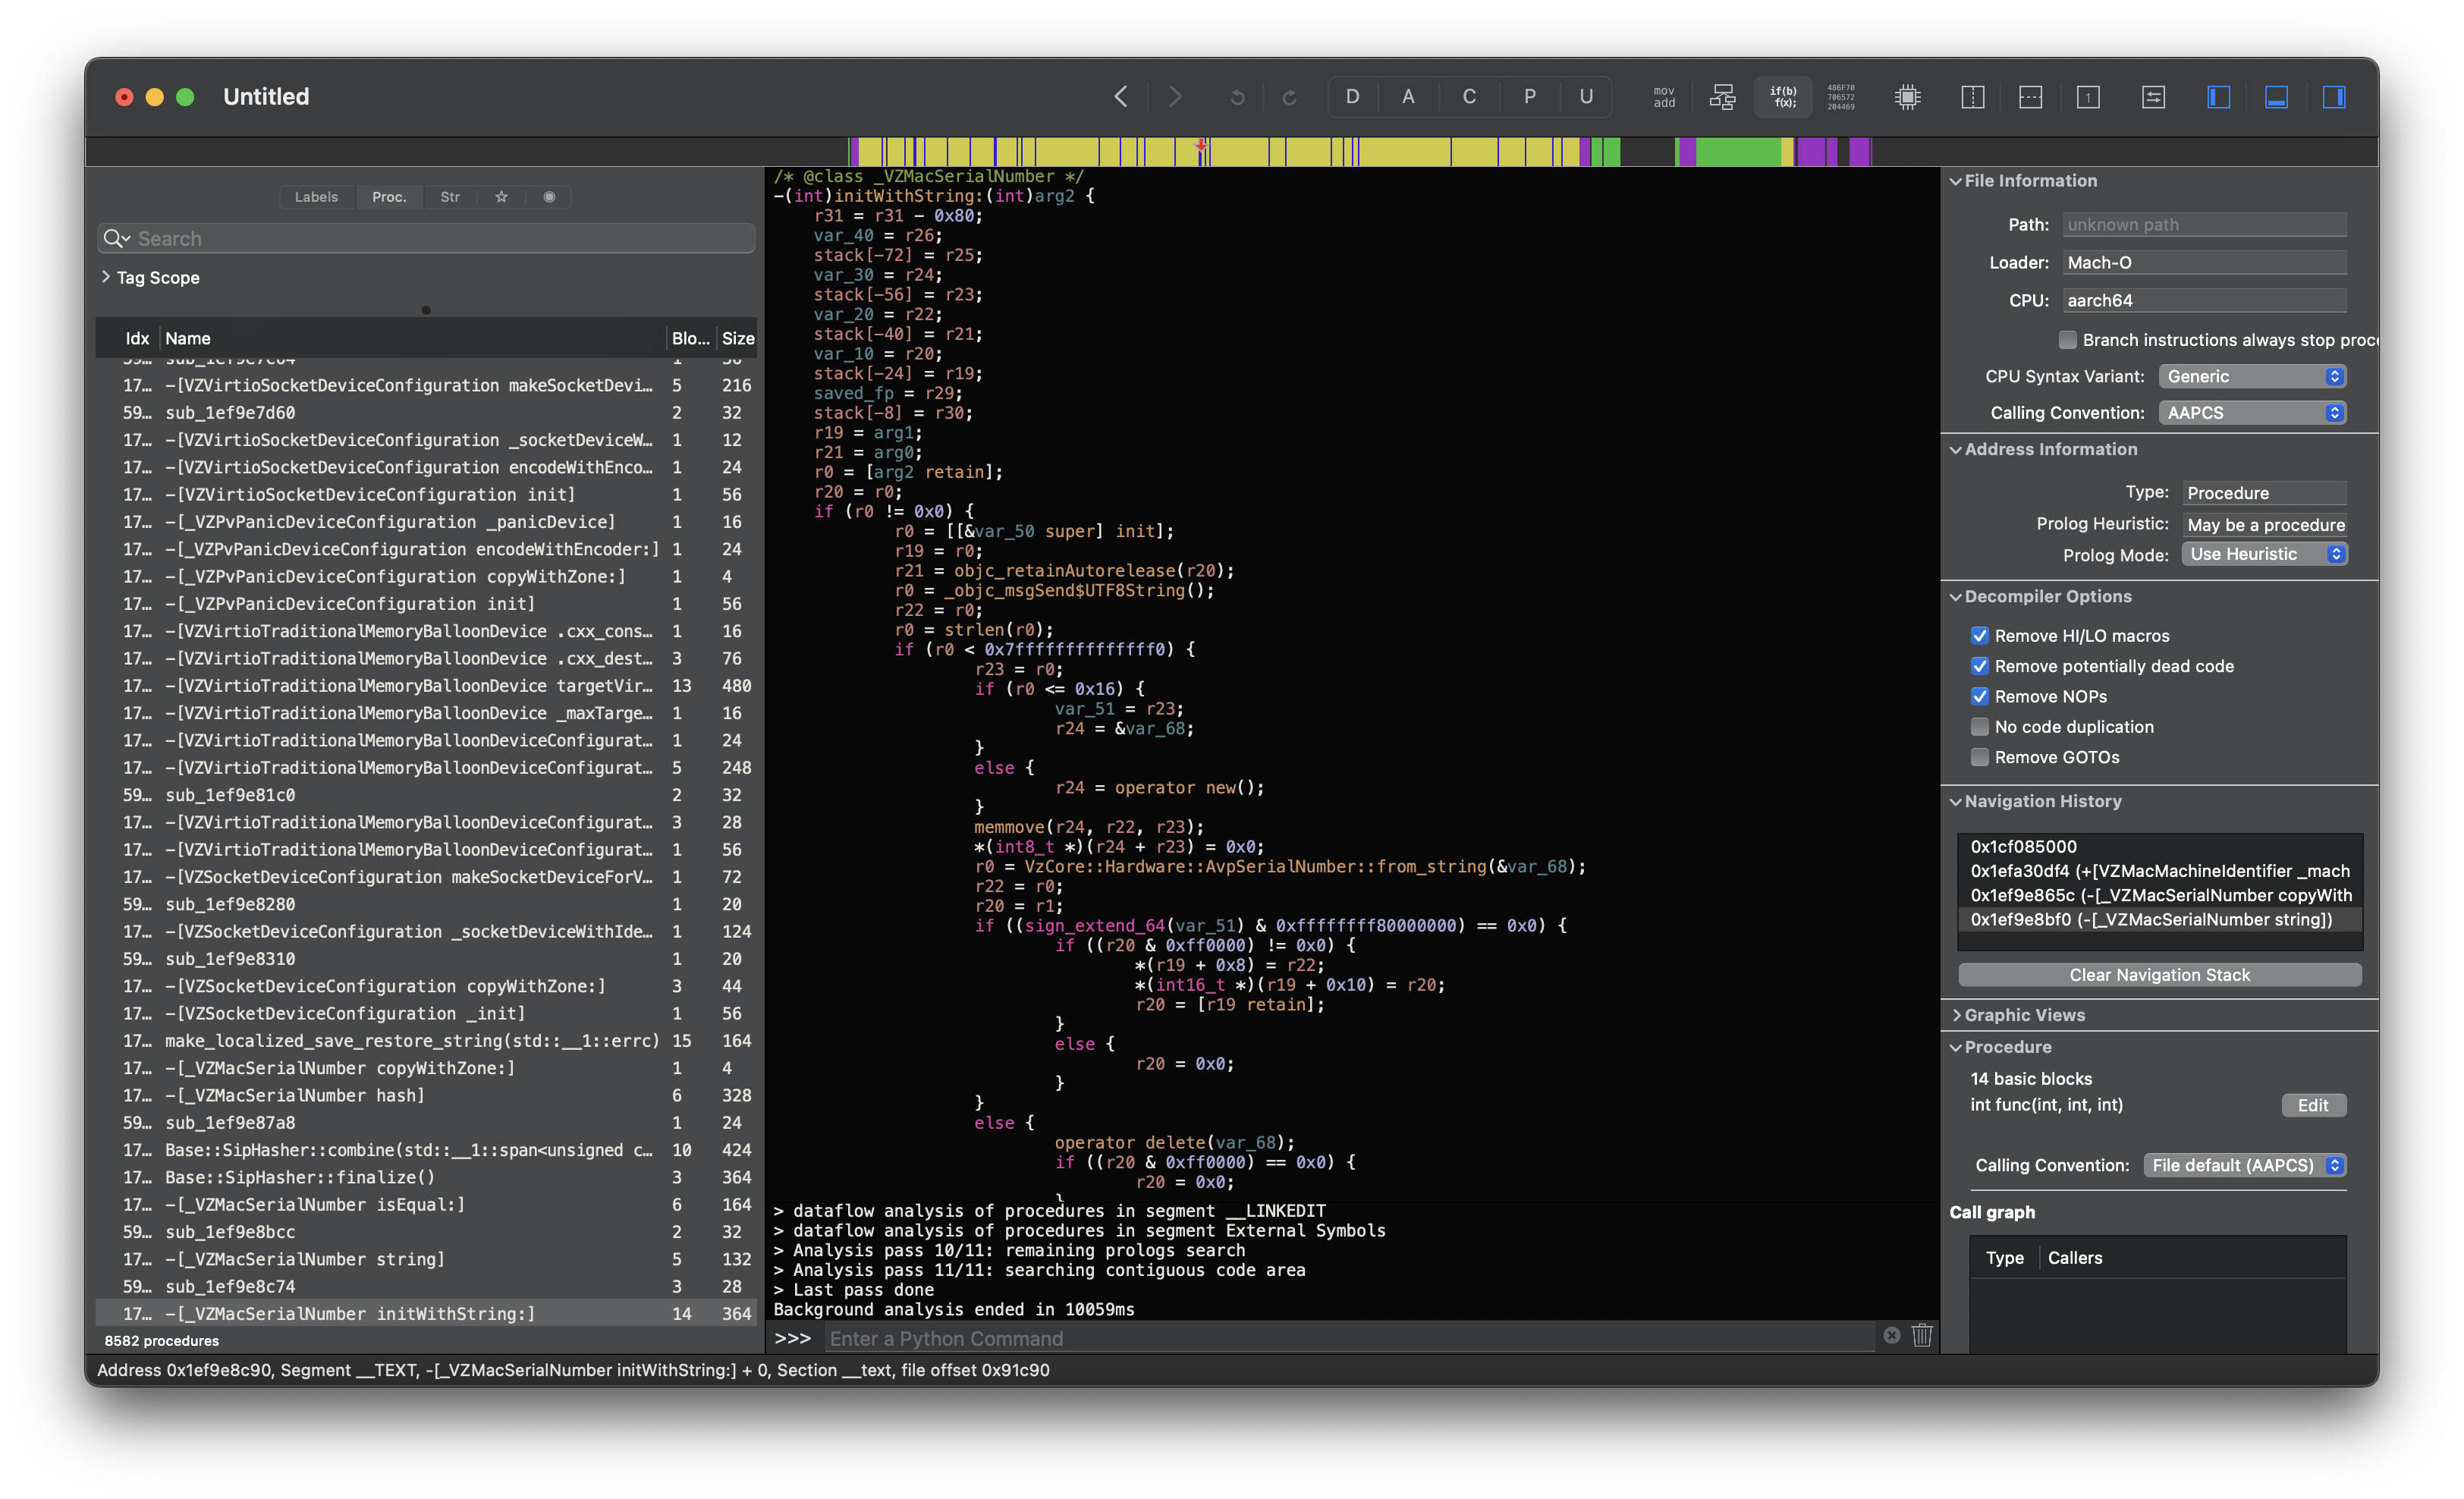 Untitled
D A C P U
mov
add
if(b)
f(x);
486F70
706572
204469
1
Labels Proc. Str
Search
Tag Scope
Idx Name Blo... Size
17... -[VZVirtioSocketDeviceConfiguration makeSocketDevi... 5 216
59... sub_1ef9e7d60 2 32
17... -[VZVirtioSocketDeviceConfiguration _socketDeviceW... 1 12
17... -[VZVirtioSocketDeviceConfiguration encodeWithEnco... 1 24
17... -[VZVirtioSocketDeviceConfiguration init] 1 56
17... -[_VZPvPanicDeviceConfiguration _panicDevice] 1 16
17... -[_VZPvPanicDeviceConfiguration encodeWithEncoder:] 1 24
17... -[_VZPvPanicDeviceConfiguration copyWithZone:] 1 4
17... -[_VZPvPanicDeviceConfiguration init] 1 56
17... -[VZVirtioTraditionalMemoryBalloonDevice .cxx_cons... 1 16
17... -[VZVirtioTraditionalMemoryBalloonDevice .cxx_dest... 3 76
17... -[VZVirtioTraditionalMemoryBalloonDevice targetVir... 13 480
17... -[VZVirtioTraditionalMemoryBalloonDevice _maxTarge... 1 16
17... -[VZVirtioTraditionalMemoryBalloonDeviceConfigurat... 1 24
17... -[VZVirtioTraditionalMemoryBalloonDeviceConfigurat... 5 248
59... sub_1ef9e81c0 2 32
17... -[VZVirtioTraditionalMemoryBalloonDeviceConfigurat... 3 28
17... -[VZVirtioTraditionalMemoryBalloonDeviceConfigurat... 1 56
17... -[VZSocketDeviceConfiguration makeSocketDeviceForV... 1 72
59... sub_1ef9e8280 1 20
17... -[VZSocketDeviceConfiguration _socketDeviceWithIde... 1 124
59... sub_1ef9e8310 1 20
17... -[VZSocketDeviceConfiguration copyWithZone:] 3 44
17... -[VZSocketDeviceConfiguration _init] 1 56
17... make_localized_save_restore_string(std::__1::errc) 15 164
17... -[_VZMacSerialNumber copyWithZone:] 1 4
17... -[_VZMacSerialNumber hash] 6 328
59... sub_1ef9e87a8 1 24
17... Base::SipHasher::combine(std::__1::span<unsigned c... 10 424
17... Base::SipHasher::finalize() 3 364
17... -[_VZMacSerialNumber isEqual:] 6 164
59... sub_1ef9e8bcc 2 32
17... -[_VZMacSerialNumber string] 5 132
59... sub_1ef9e8c74 3 28
17... -[_VZMacSerialNumber initWithString:] 14 364
8582 procedures
/* @class _VZMacSerialNumber */
-(int)initWithString:(int)arg2 {
r31 = r31 - 0x80;
var_40 = r26;
stack[-72] = r25;
var_30 = r24;
stack[-56] = r23;
var_20 = r22;
stack[-40] = r21;
var_10 = r20;
stack[-24] = r19;
saved_fp = r29;
stack[-8] = r30;
r19 = arg1;
r21 = arg0;
r0 = [arg2 retain];
r20 = r0;
if (r0 != 0x0) {
r0 = [[&var_50 super] init];
r19 = r0;
r21 = objc_retainAutorelease(r20);
r0 = _objc_msgSend$UTF8String();
r22 = r0;
r0 = strlen(r0);
if (r0 < 0x7ffffffffffffff0) {
r23 = r0;
if (r0 <= 0x16) {
var_51 = r23;
r24 = &var_68;
}
else {
r24 = operator new();
}
memmove(r24, r22, r23);
*(int8_t *)(r24 + r23) = 0x0;
r0 = VzCore::Hardware::AvpSerialNumber::from_string(&var_68);
r22 = r0;
r20 = r1;
if ((sign_extend_64(var_51) & 0xffffffff80000000) == 0x0) {
if ((r20 & 0xff0000) != 0x0) {
*(r19 + 0x8) = r22;
*(int16_t *)(r19 + 0x10) = r20;
r20 = [r19 retain];
}
else {
r20 = 0x0;
}
}
else {
operator delete(var_68);
if ((r20 & 0xff0000) == 0x0) {
r20 = 0x0;
> dataflow analysis of procedures in segment __LINKEDIT
> dataflow analysis of procedures in segment External Symbols
> Analysis pass 10/11: remaining prologs search
> Analysis pass 11/11: searching contiguous code area
> Last pass done
Background analysis ended in 10059ms
>>> Enter a Python Command
File Information
Path: unknown path
Loader: Mach-O
CPU: aarch64
Branch instructions always stop proc
CPU Syntax Variant: Generic
Calling Convention: AAPCS
Address Information
Type: Procedure
Prolog Heuristic: May be a procedure
Prolog Mode: Use Heuristic
Decompiler Options
Remove HI/LO macros
Remove potentially dead code
Remove NOPs
No code duplication
Remove GOTOs
Navigation History
0x1cf085000
0x1efa30df4 (+[VZMacMachineIdentifier _mach
0x1ef9e865c (-[_VZMacSerialNumber copyWith
0x1ef9e8bf0 (-[_VZMacSerialNumber string])
Clear Navigation Stack
Graphic Views
Procedure
14 basic blocks
int func(int, int, int)
Edit
Calling Convention: File default (AAPCS)
Call graph
Type Callers
Address 0x1ef9e8c90, Segment __TEXT, -[_VZMacSerialNumber initWithString:] + 0, Section __text, file offset 0x91c90